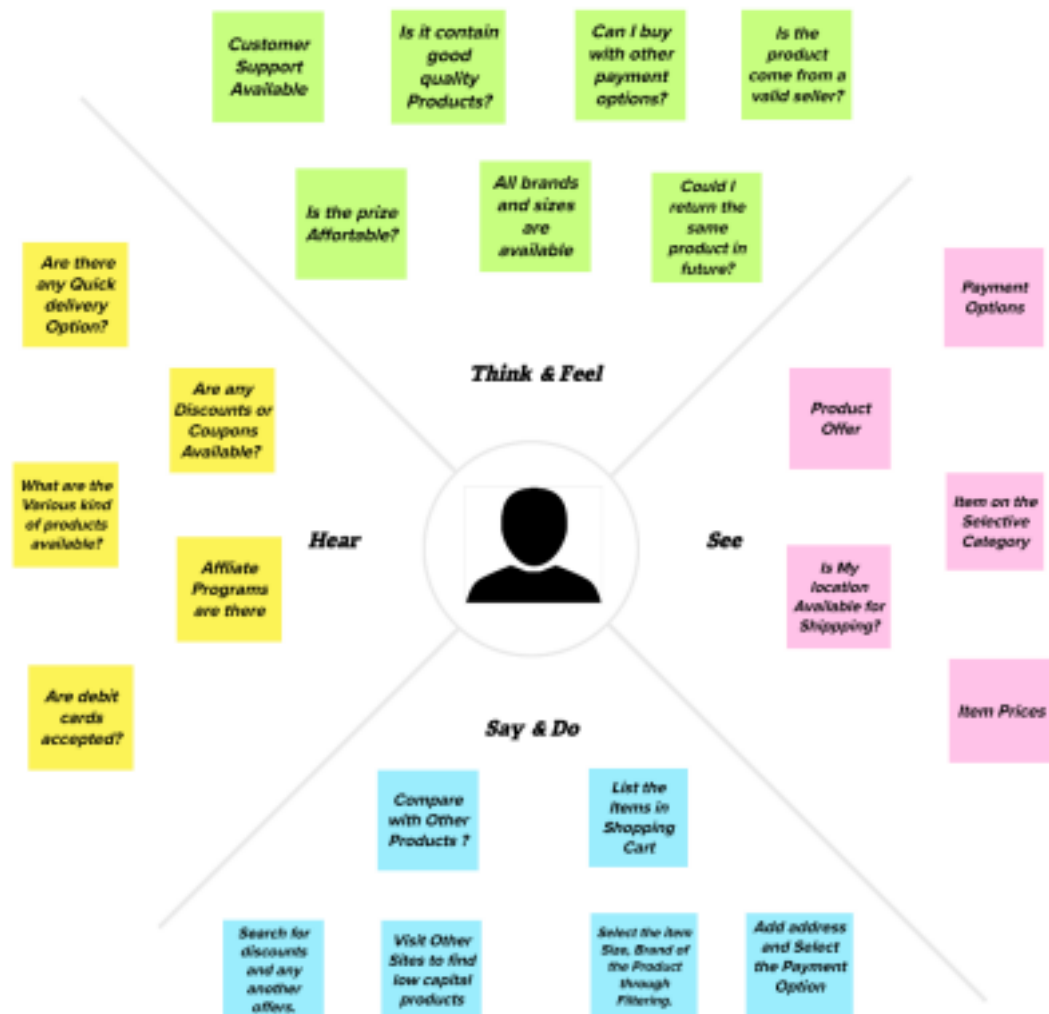 Customer
Support
Available
Is it contain
good
quality
Products?
Can I buy
with other
payment
options?
Is the
product
come from a
valid seller?
Is the prize
Affortable?
All brands
and sizes
are
available
Could I
return the
same
product in
future?
Think & Feel
Are there
any Quick
delivery
Option?
Are any
Discounts or
Coupons
Available?
What are the
Various kind
of products
available?
Affliate
Programs
are there
Are debit
cards
accepted?
Hear
See
Payment
Options
Product
Offer
Item on the
Selective
Category
Is My
location
Available for
Shippping?
Item Prices
Say & Do
Compare
with Other
Products ?
List the
Items in
Shopping
Cart
Search for
discounts
and any
another
offers.
Visit Other
Sites to find
low capital
products
Select the item
Size, Brand of
the Product
through
Filtering.
Add address
and Select
the Payment
Option